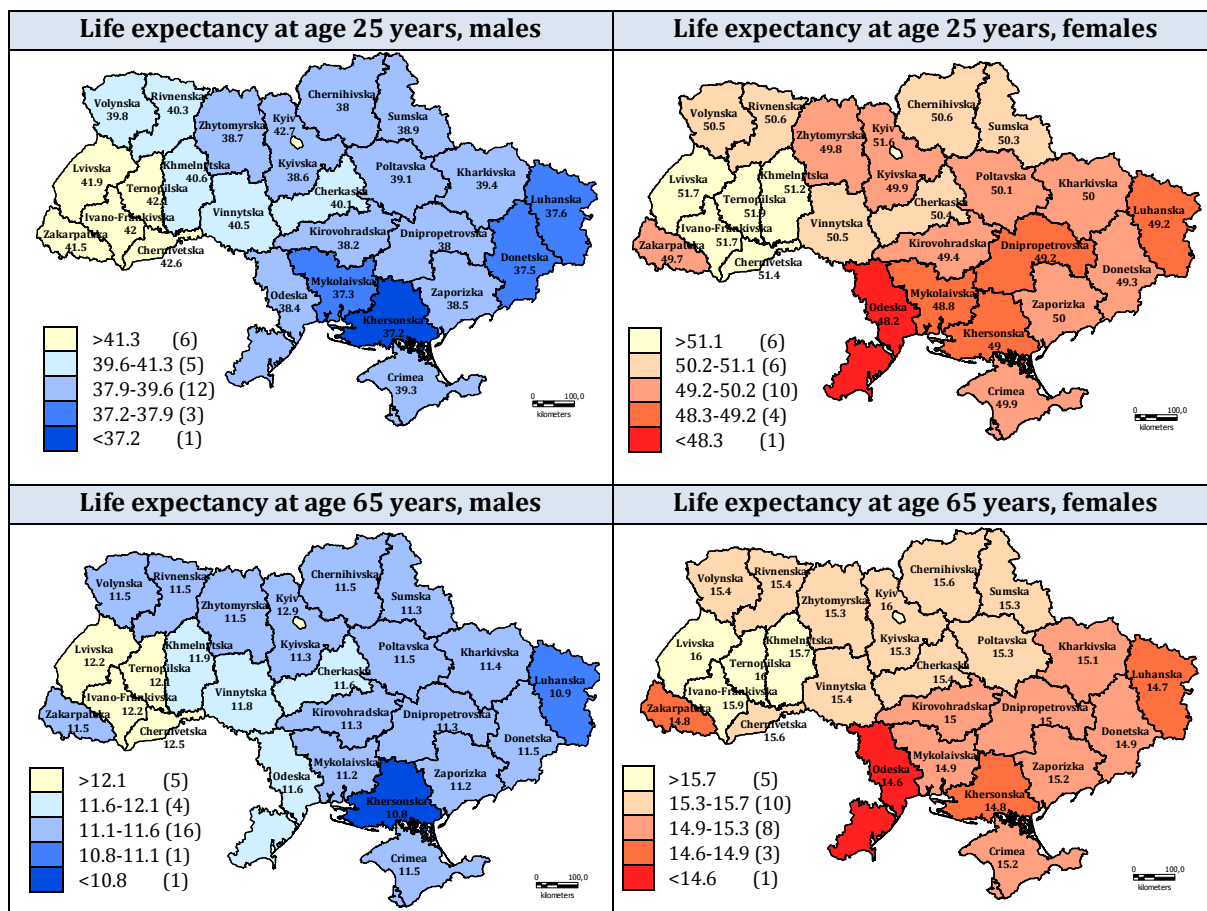 Life expectancy at age 25 years, males
Volynska
39.8
Rivnenska
40.3
Zhytomyrska
38.7
Kyiv
42.7
Chernihivska
38
Sumska
38.9
Lvivska
41.9
Ternopilska
42.1
Khmelnytska
40.6
Kyivska
38.6
Cherkaska
40.1
Poltavska
39.1
Kharkivska
39.4
Luhanska
37.6
Ivano-Frankivska
42
Zakarpatska
41.5
Chernivetska
42.6
Vinnytska
40.5
Kirovohradska
38.2
Dnipropetrovska
38
Donetska
37.5
Odeska
38.4
Mykolaivska
37.3
Khersonska
37.2
Zaporizka
38.5
Crimea
39.3
>41.3 (6)
39.6-41.3 (5)
37.9-39.6 (12)
37.2-37.9 (3)
<37.2 (1)
0 100,0
kilometers
Life expectancy at age 25 years, females
Volynska
50.5
Rivnenska
50.6
Zhytomyrska
49.8
Kyiv
51.6
Chernihivska
50.6
Sumska
50.3
Lvivska
51.7
Ternopilska
51.9
Khmelnytska
51.2
Kyivska
49.9
Cherkaska
50.4
Poltavska
50.1
Kharkivska
50
Luhanska
49.2
Ivano-Frankivska
51.7
Zakarpatska
49.7
Chernivetska
51.4
Vinnytska
50.5
Kirovohradska
49.4
Dnipropetrovska
49.2
Donetska
49.3
Odeska
48.2
Mykolaivska
48.8
Khersonska
49
Zaporizka
50
Crimea
49.9
>51.1 (6)
50.2-51.1 (6)
49.2-50.2 (10)
48.3-49.2 (4)
<48.3 (1)
0 100,0
kilometers
Life expectancy at age 65 years, males
Volynska
11.5
Rivnenska
11.5
Zhytomyrska
11.5
Kyiv
12.9
Chernihivska
11.5
Sumska
11.3
Lvivska
12.2
Ternopilska
12.1
Khmelnytska
11.9
Kyivska
11.3
Cherkaska
11.6
Poltavska
11.5
Kharkivska
11.4
Luhanska
10.9
Ivano-Frankivska
12.2
Zakarpatska
11.5
Chernivetska
12.5
Vinnytska
11.8
Kirovohradska
11.3
Dnipropetrovska
11.3
Donetska
11.5
Odeska
11.6
Mykolaivska
11.2
Khersonska
10.8
Zaporizka
11.2
Crimea
11.5
>12.1 (5)
11.6-12.1 (4)
11.1-11.6 (16)
10.8-11.1 (1)
<10.8 (1)
0 100,0
kilometers
Life expectancy at age 65 years, females
Volynska
15.4
Rivnenska
15.4
Zhytomyrska
15.3
Kyiv
16
Chernihivska
15.6
Sumska
15.3
Lvivska
16
Ternopilska
16
Khmelnytska
15.7
Kyivska
15.3
Cherkaska
15.4
Poltavska
15.3
Kharkivska
15.1
Luhanska
14.7
Ivano-Frankivska
15.9
Zakarpatska
14.8
Chernivetska
15.6
Vinnytska
15.4
Kirovohradska
15
Dnipropetrovska
15
Donetska
14.9
Odeska
14.6
Mykolaivska
14.9
Khersonska
14.8
Zaporizka
15.2
Crimea
15.2
>15.7 (5)
15.3-15.7 (10)
14.9-15.3 (8)
14.6-14.9 (3)
<14.6 (1)
0 100,0
kilometers